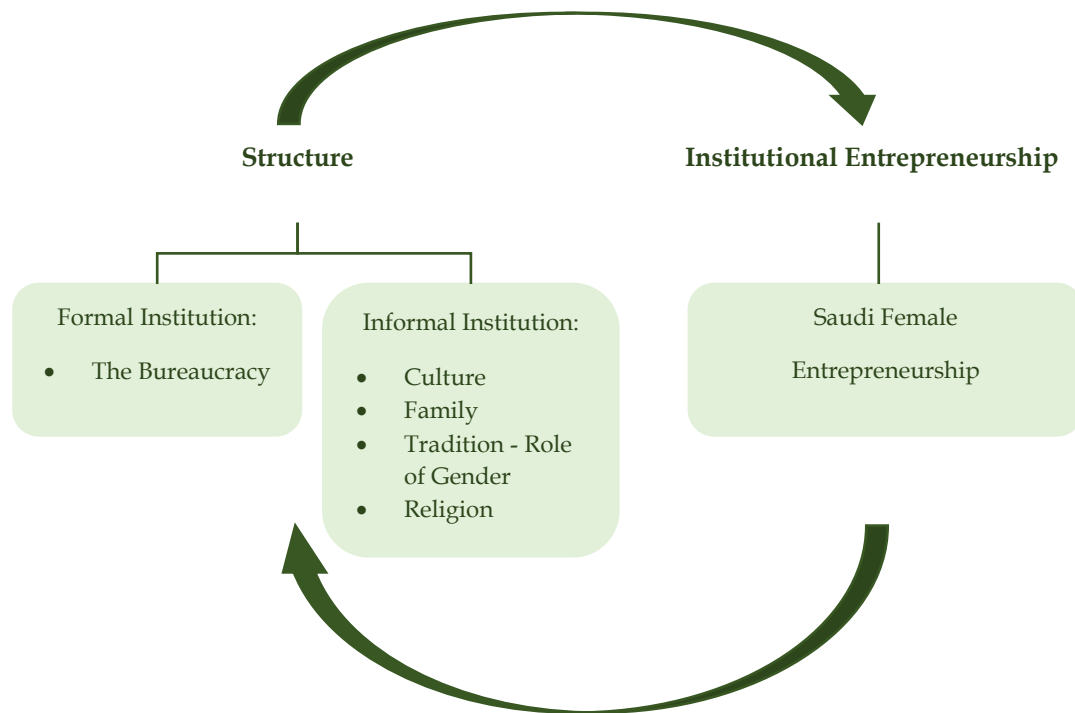 Structure
Institutional Entrepreneurship
Formal Institution:
• The Bureaucracy
Informal Institution:
• Culture
• Family
• Tradition - Role
of Gender
• Religion
Saudi Female
Entrepreneurship